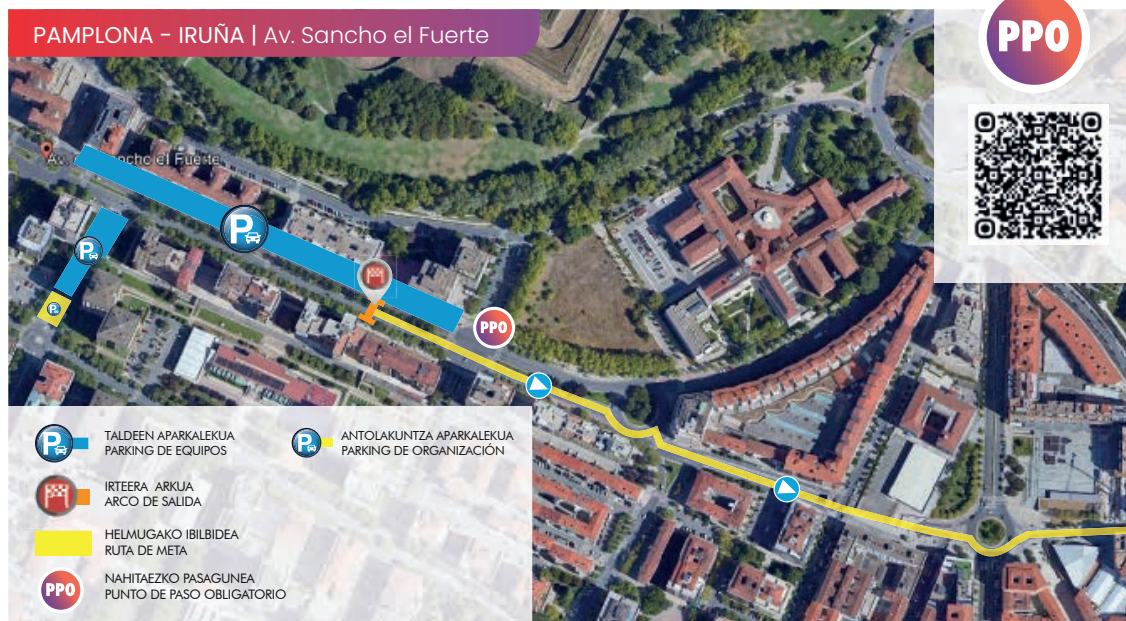 PAMPLONA - IRUÑA | Av. Sancho el Fuerte
PPO
P
P
P
PPO
TALDEEN APARKALEKUA
PARKING DE EQUIPOS
P
ANTOLAKUNTZA APARKALEKUA
PARKING DE ORGANIZACIÓN
P
IRTEERA ARKUA
ARCO DE SALIDA
HELMUGAKO IBILBIDEA
RUTA DE META
PPO
NAHITAEZKO PASAGUNEA
PUNTO DE PASO OBLIGATORIO